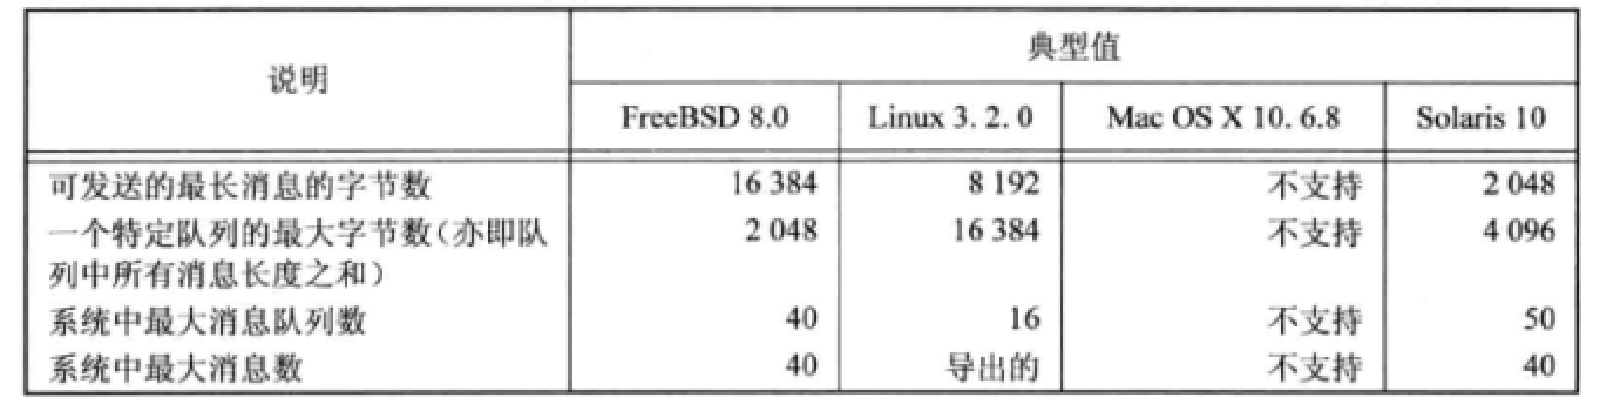 说明 典型值
FreeBSD 8.0 Linux 3. 2. 0 Mac OS X 10. 6.8 Solaris 10
可发送的最长消息的字节数 16 384 8 192 不支持 2 048
一个特定队列的最大字节数（亦即队 2 048 16 384 不支持 4 096
列中所有消息长度之和）
系统中最大消息队列数 40 16 不支持 50
系统中最大消息数 40 导出的 不支持 40